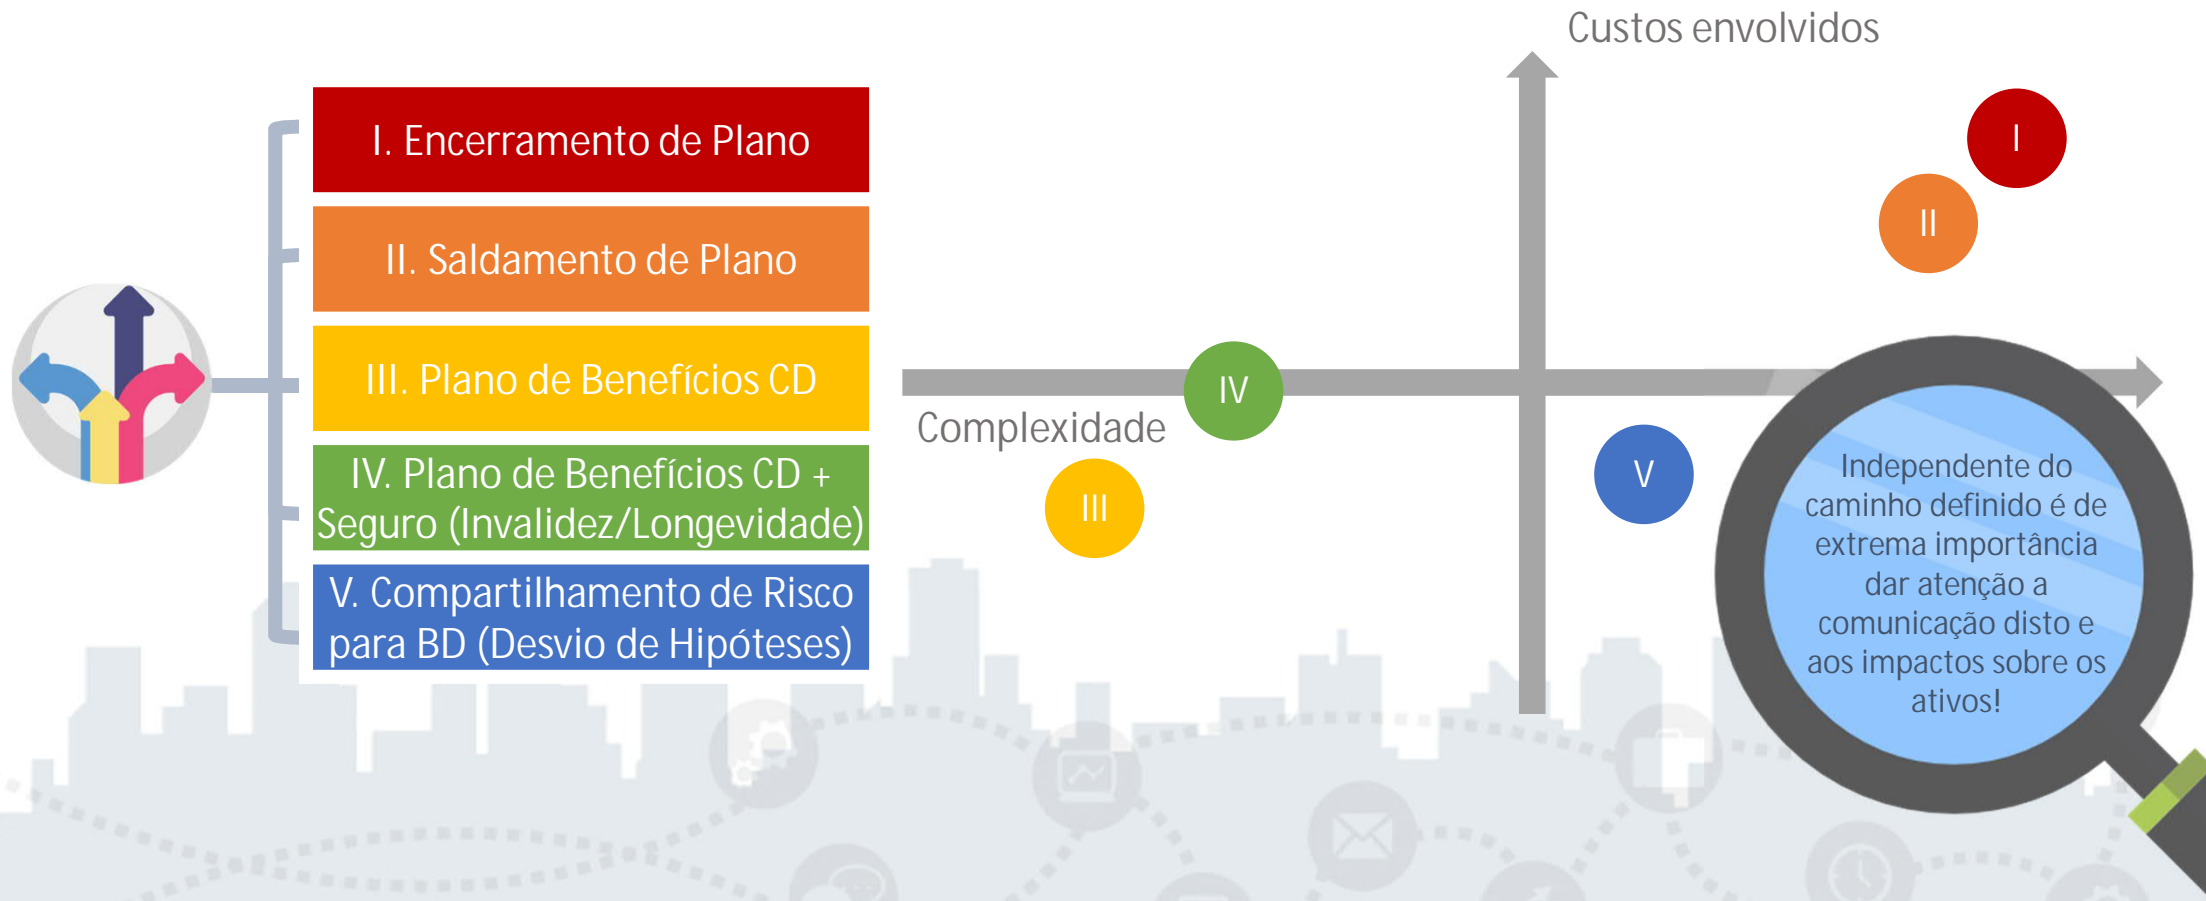 I. Encerramento de Plano
II. Saldamento de Plano
III. Plano de Benefícios CD
IV. Plano de Benefícios CD +
Seguro (Invalidez/Longevidade)
V. Compartilhamento de Risco
para BD (Desvio de Hipóteses)
Custos envolvidos
I
II
IV
Complexidade
III
V
Independente do
caminho definido é de
extrema importância
dar atenção a
comunicação disto e
aos impactos sobre os
ativos!